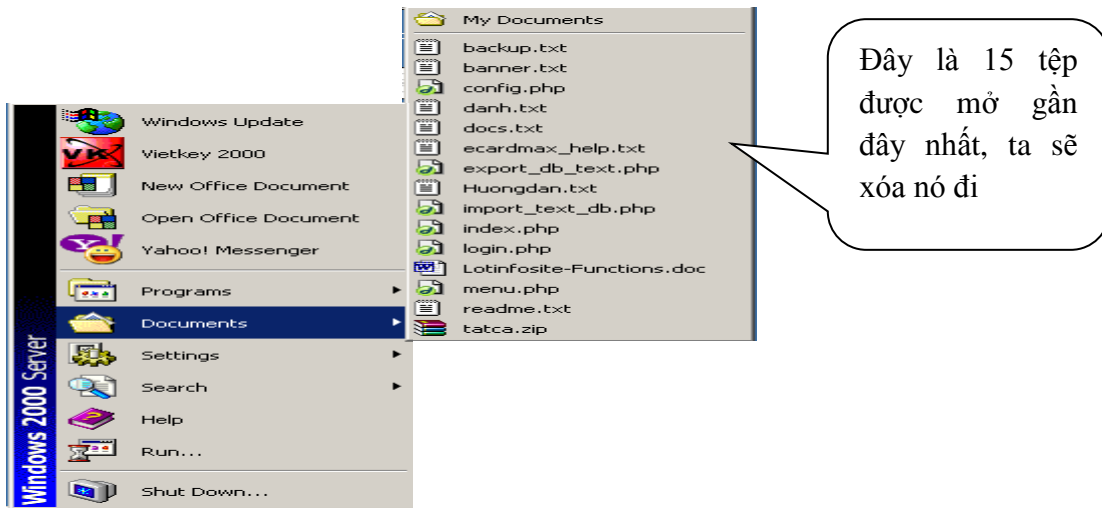 My Documents
backup.txt
banner.txt
config.php
danh.txt
docs.txt
ecardmax_help.txt
export_db_text.php
Huongdan.txt
import_text_db.php
index.php
login.php
Lotinfosite-Functions.doc
menu.php
readme.txt
tatca.zip
Đây là 15 tệp
được mở gần
đây nhất, ta sẽ
xóa nó đi
Windows 2000 Server
Windows Update
VK
Vietkey 2000
New Office Document
Open Office Document
Yahoo! Messenger
Programs
Documents
Settings
Search
Help
Run...
Shut Down...